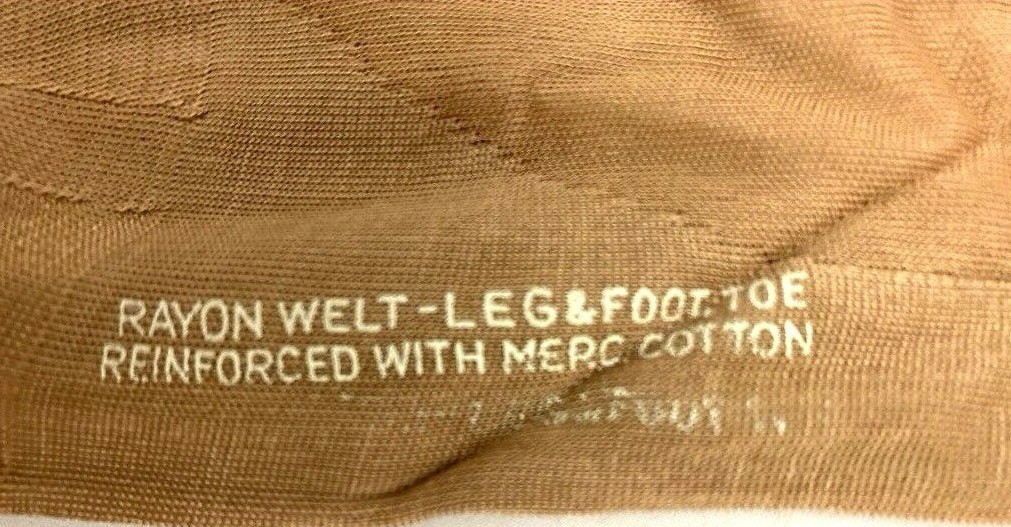 RAYON WELT-LEG&FOOT.TOE
REINFORCED WITH MERC COTTON